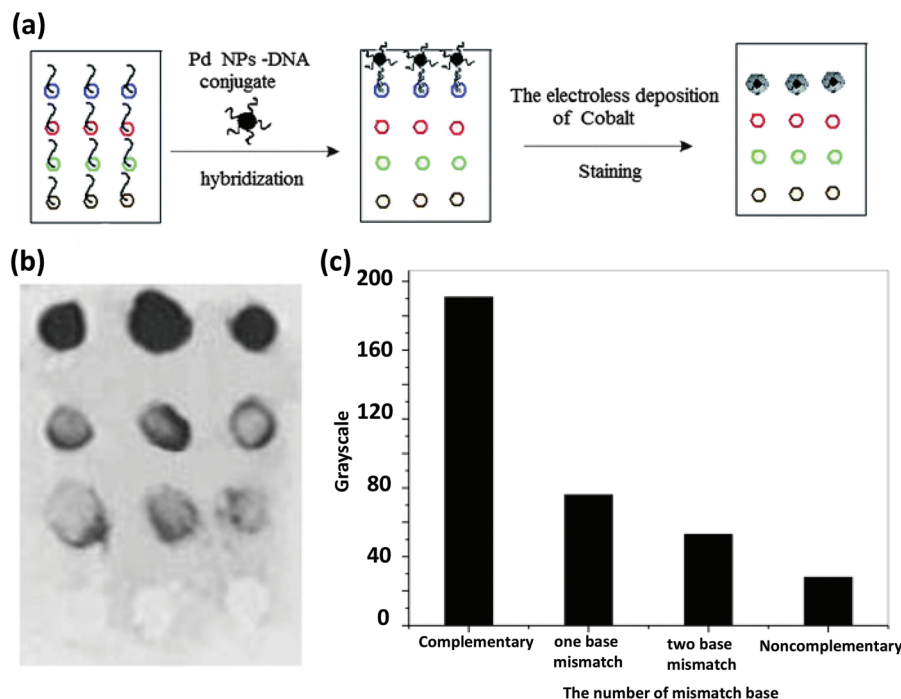 (a)
Pd NPs -DNA
conjugate
hybridization
The electroless deposition
of Cobalt
Staining
(b)
(c)
Grayscale
200
160
120
80
40
0
Complementary
one base
mismatch
two base
mismatch
Noncomplementary
The number of mismatch base